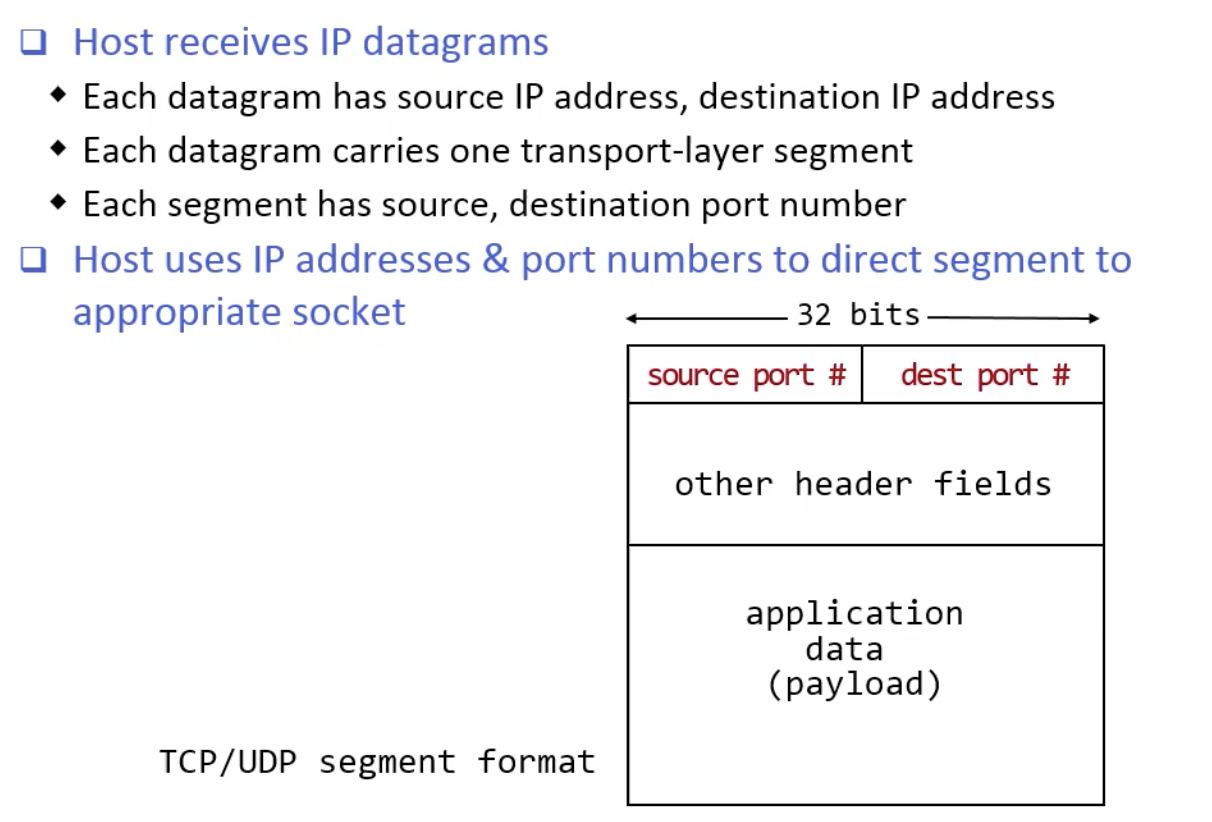 ❑ Host receives IP datagrams
◆ Each datagram has source IP address, destination IP address
◆ Each datagram carries one transport-layer segment
◆ Each segment has source, destination port number
❑ Host uses IP addresses & port numbers to direct segment to
appropriate socket
32 bits
source port # dest port #
other header fields
application
data
(payload)
TCP/UDP segment format